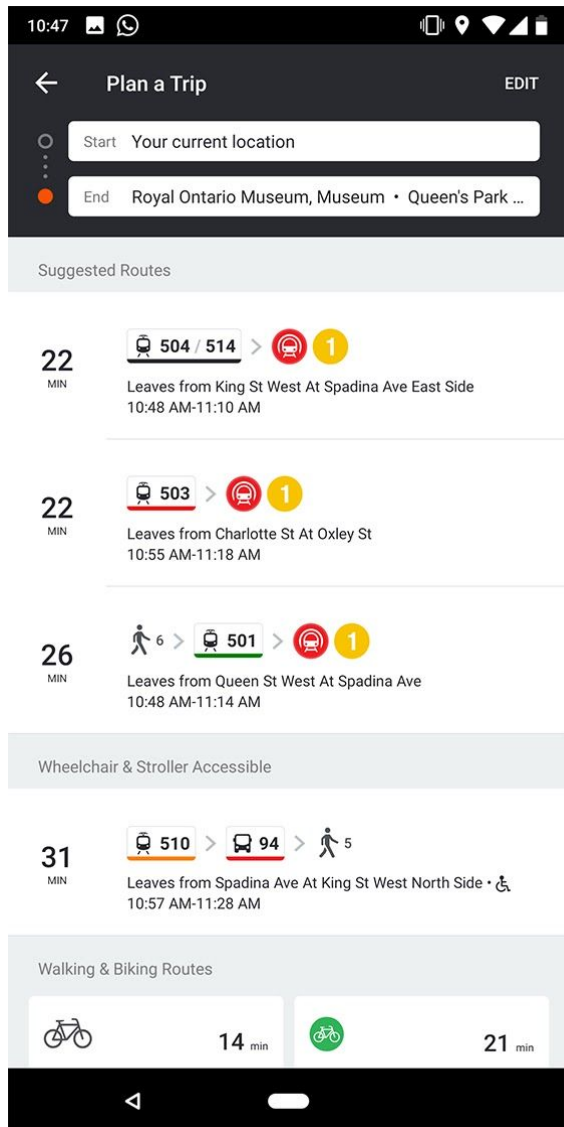 10:47
Plan a Trip
EDIT
Start Your current location
End Royal Ontario Museum, Museum • Queen's Park ...
Suggested Routes
22
MIN
504 / 514 > 1
Leaves from King St West At Spadina Ave East Side
10:48 AM-11:10 AM
22
MIN
503 > 1
Leaves from Charlotte St At Oxley St
10:55 AM-11:18 AM
26
MIN
6 > 501 > 1
Leaves from Queen St West At Spadina Ave
10:48 AM-11:14 AM
Wheelchair & Stroller Accessible
31
MIN
510 > 94 > 5
Leaves from Spadina Ave At King St West North Side •
10:57 AM-11:28 AM
Walking & Biking Routes
14 min
21 min